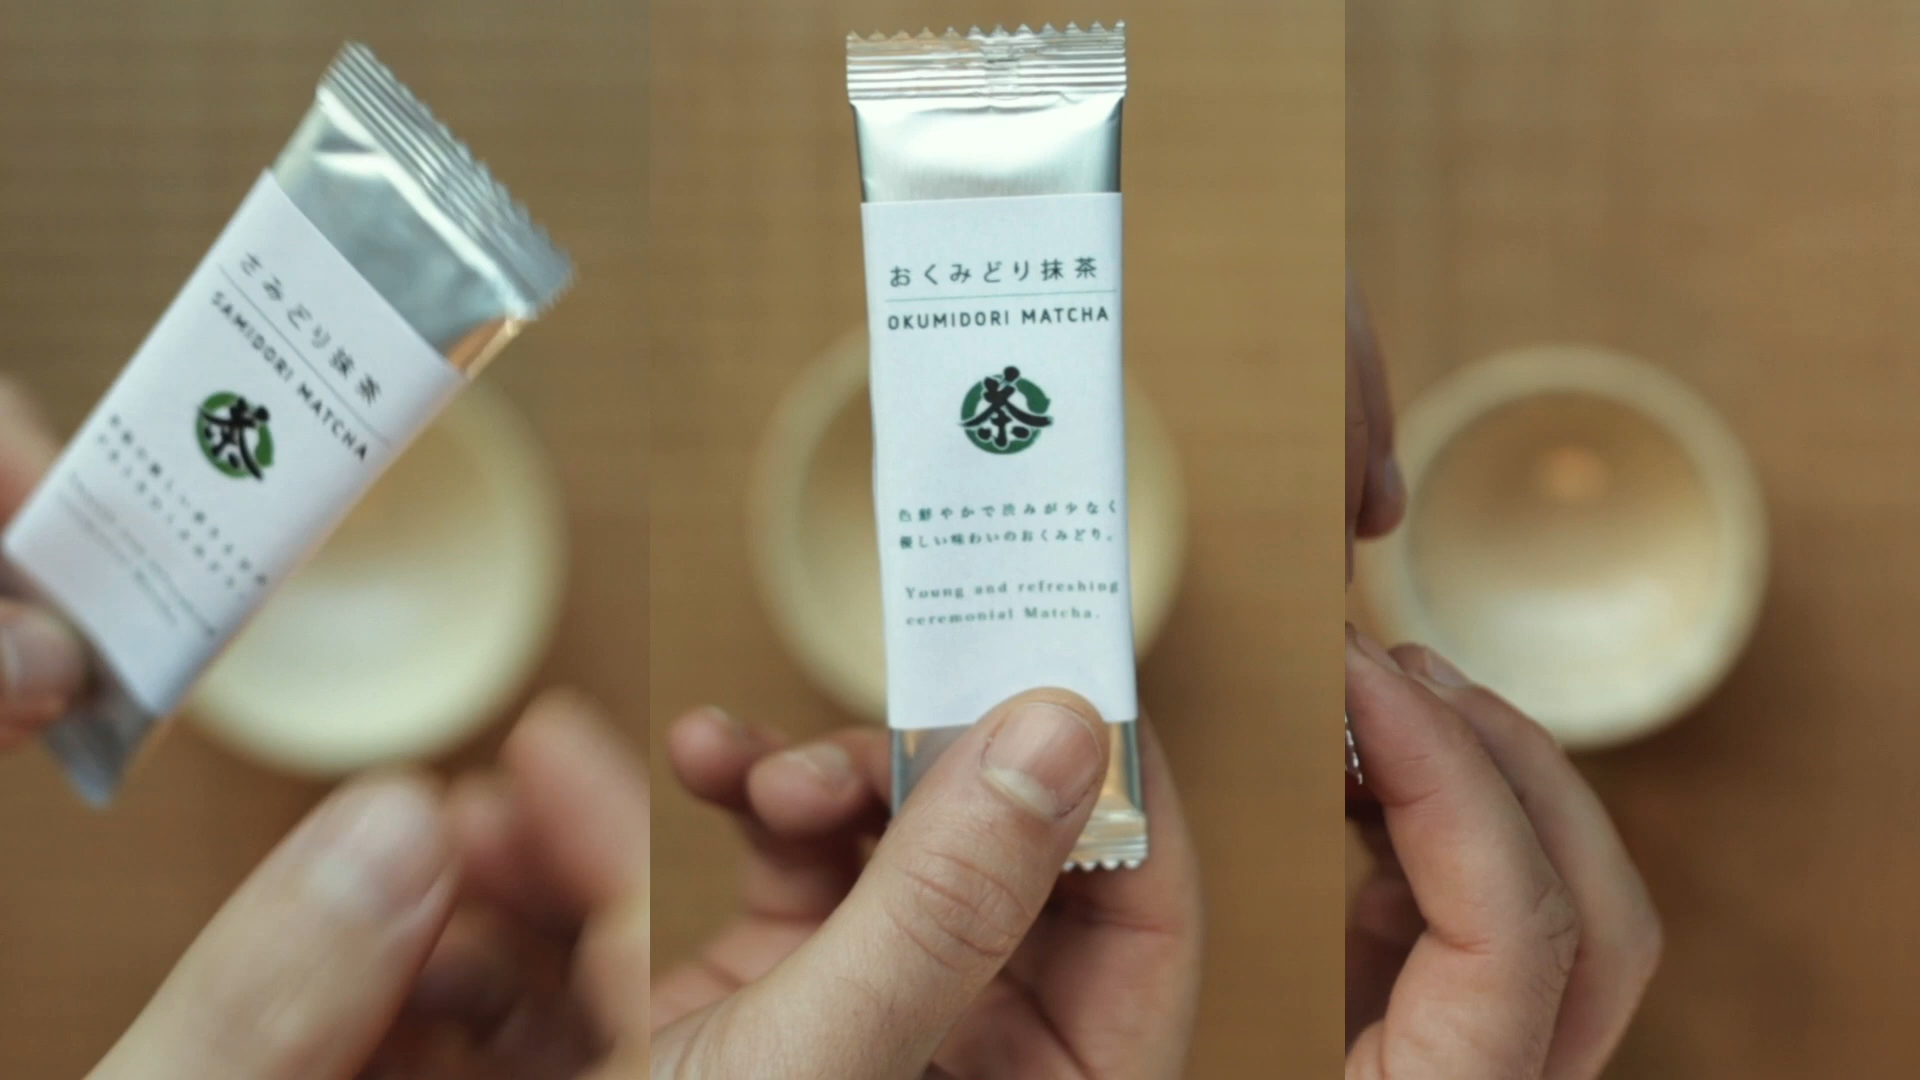 さみどり抹茶
SAMIDORI MATCHA
茶
おくみどり抹茶
OKUMIDORI MATCHA
茶
色鮮やかで渋みが少なく
優しい味わいのおくみどり。
Young and refreshing
ceremonial Matcha.